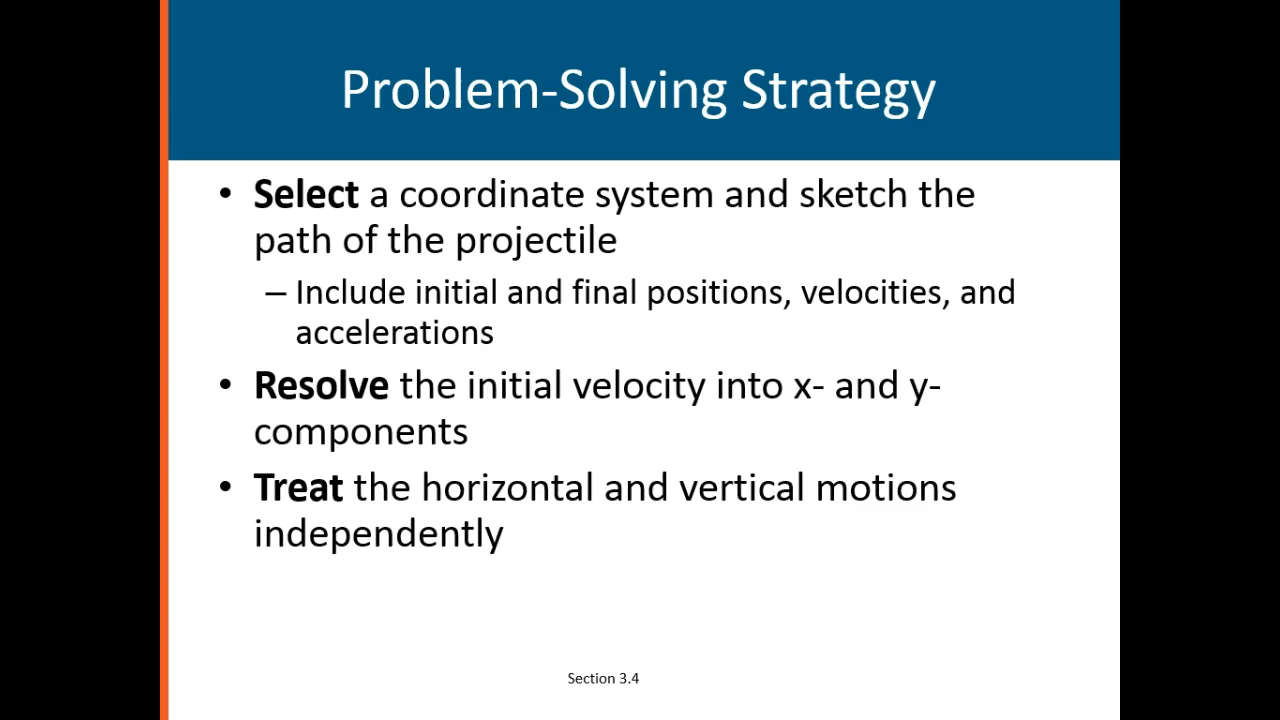 Problem-Solving Strategy
• Select a coordinate system and sketch the
path of the projectile
– Include initial and final positions, velocities, and
accelerations
• Resolve the initial velocity into x- and y-
components
• Treat the horizontal and vertical motions
independently
Section 3.4